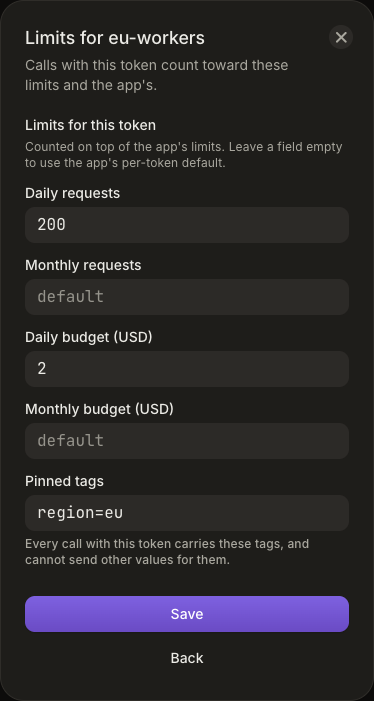 Limits for eu-workers
Calls with this token count toward these
limits and the app's.
Limits for this token
Counted on top of the app's limits. Leave a field empty
to use the app's per-token default.
Daily requests
200
Monthly requests
default
Daily budget (USD)
2
Monthly budget (USD)
default
Pinned tags
region=eu
Every call with this token carries these tags, and
cannot send other values for them.
Save
Back